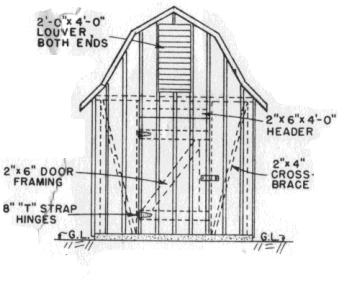 2'-0"x 4'-0"
LOUVER,
BOTH ENDS
2"x 6"x 4'-0"
HEADER
2"x 6" DOOR
FRAMING
2"x 4"
CROSS-
BRACE
8" "T" STRAP
HINGES
G.L.
G.L.